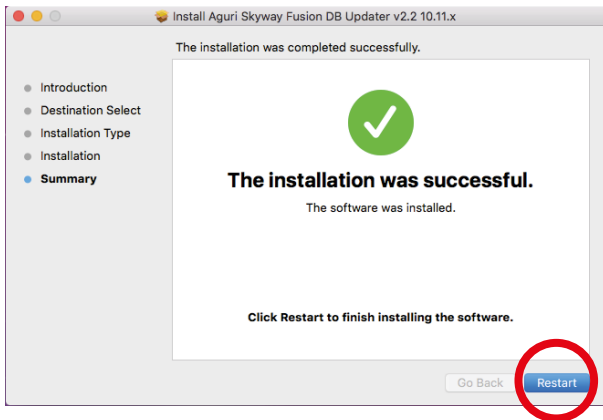 Install Aguri Skyway Fusion DB Updater v2.2 10.11.x
The installation was completed successfully.
Introduction
Destination Select
Installation Type
Installation
Summary
The installation was successful.
The software was installed.
Click Restart to finish installing the software.
Go Back
Restart